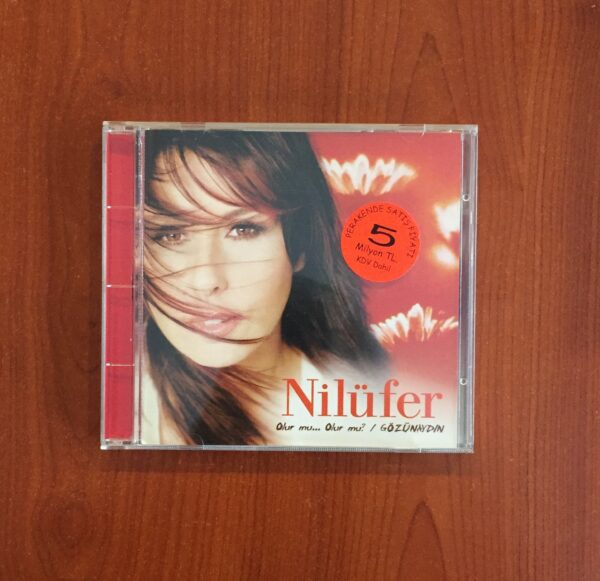 PERAKENDE SATIŞ FİYATI
5
Milyon TL.
KDV Dahil
Nilüfer
Olur mu... Olur mu? / GÖZÜNAYDIN